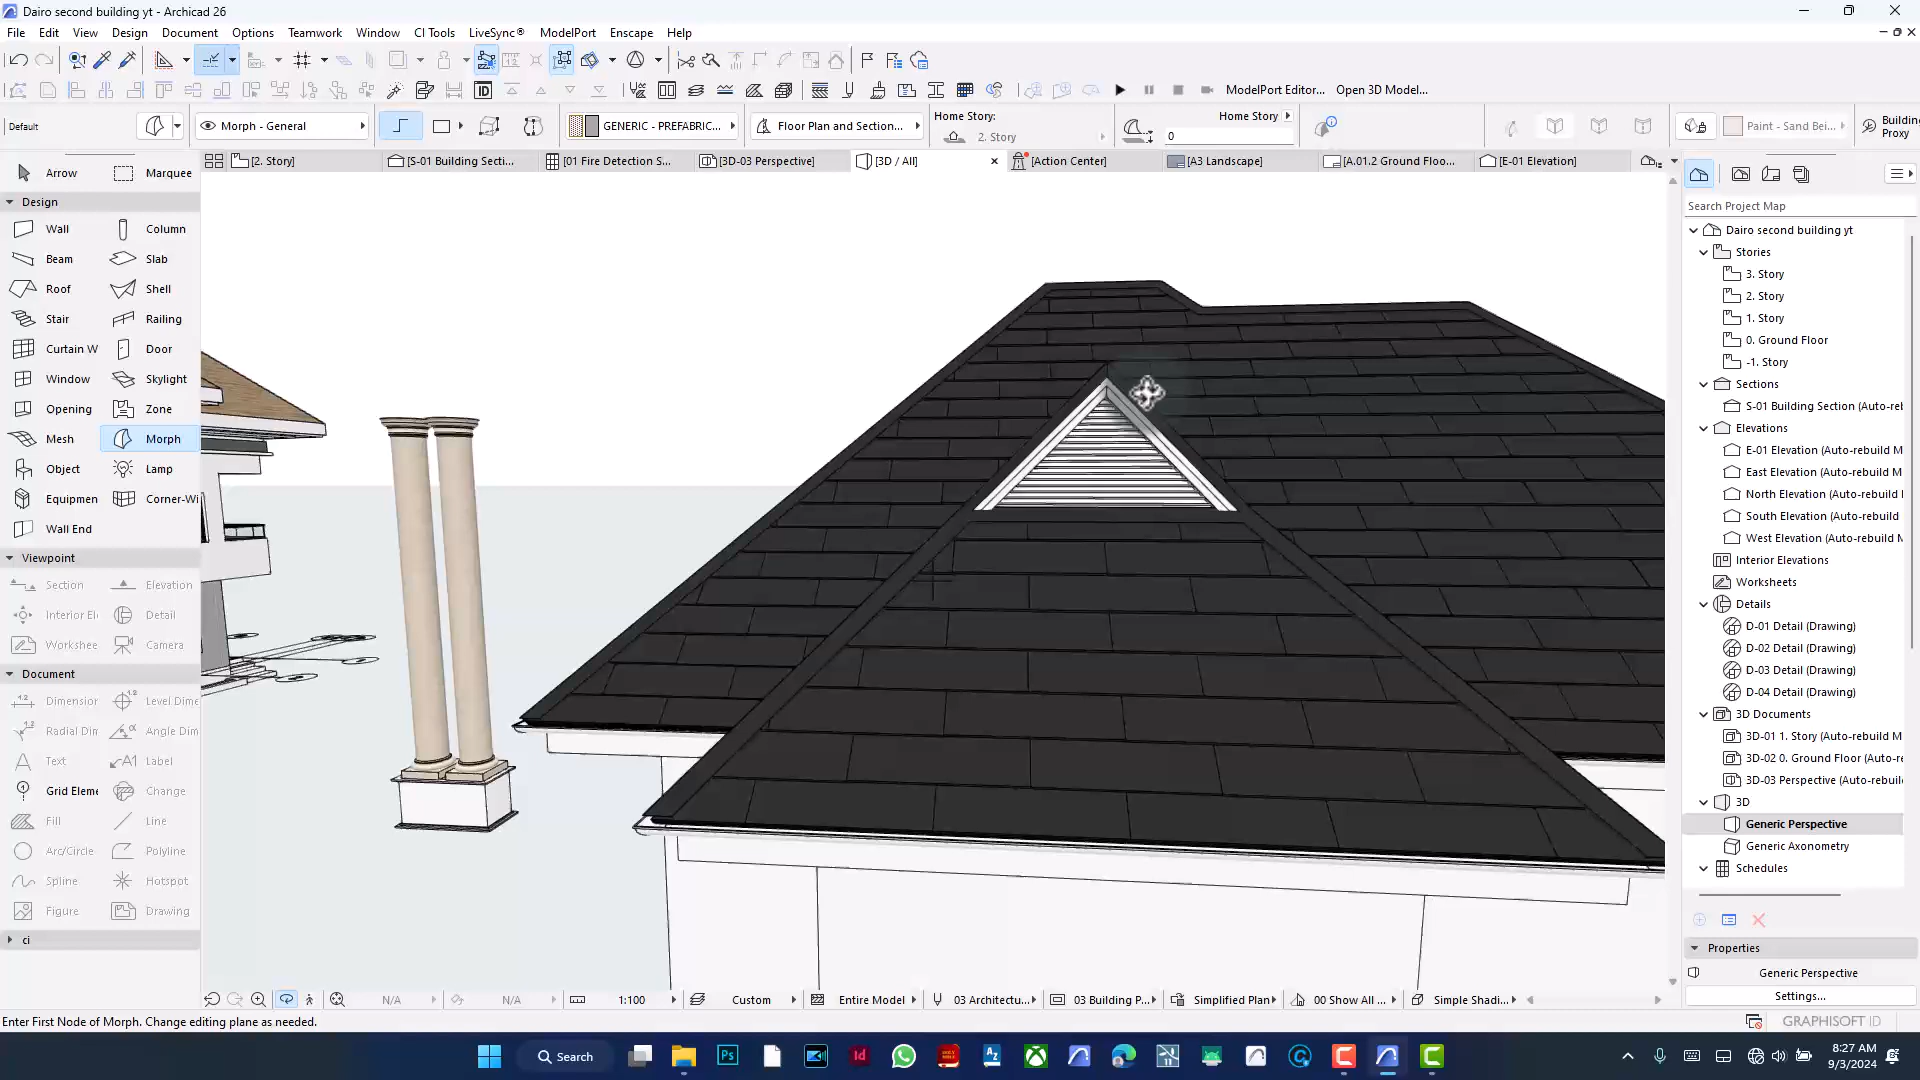 Dairo second building yt - Archicad 26
File Edit View Design Document Options Teamwork Window CI Tools LiveSync® ModelPort Enscape Help
ModelPort Editor... Open 3D Model...
Default
Morph - General
GENERIC - PREFABRIC...
Floor Plan and Section...
Home Story:
2. Story
Home Story
0
Paint - Sand Bei...
Building
Proxy
[2. Story]
[S-01 Building Secti...
[01 Fire Detection S...
[3D-03 Perspective]
[3D / All]
[Action Center]
[A3 Landscape]
[A.01.2 Ground Floo...
[E-01 Elevation]
Arrow Marquee
Design
Wall Column
Beam Slab
Roof Shell
Stair Railing
Curtain W Door
Window Skylight
Opening Zone
Mesh Morph
Object Lamp
Equipmen Corner-Wi
Wall End
Viewpoint
Section Elevation
Interior El Detail
Workshee Camera
Document
Dimension Level Dime
Radial Dim Angle Dim
Text Label
Grid Eleme Change
Fill Line
Arc/Circle Polyline
Spline Hotspot
Figure Drawing
ci
Search Project Map
Dairo second building yt
Stories
3. Story
2. Story
1. Story
0. Ground Floor
-1. Story
Sections
S-01 Building Section (Auto-rel
Elevations
E-01 Elevation (Auto-rebuild M
East Elevation (Auto-rebuild M
North Elevation (Auto-rebuild
South Elevation (Auto-rebuild
West Elevation (Auto-rebuild M
Interior Elevations
Worksheets
Details
D-01 Detail (Drawing)
D-02 Detail (Drawing)
D-03 Detail (Drawing)
D-04 Detail (Drawing)
3D Documents
3D-01 1. Story (Auto-rebuild M
3D-02 0. Ground Floor (Auto-re
3D-03 Perspective (Auto-rebuil
3D
Generic Perspective
Generic Axonometry
Schedules
Properties
Generic Perspective
Settings...
N/A N/A 1:100 Custom Entire Model 03 Architectu... 03 Building P... Simplified Plan 00 Show All ... Simple Shadi...
Enter First Node of Morph. Change editing plane as needed.
GRAPHISOFT ID
Search
8:27 AM
9/3/2024